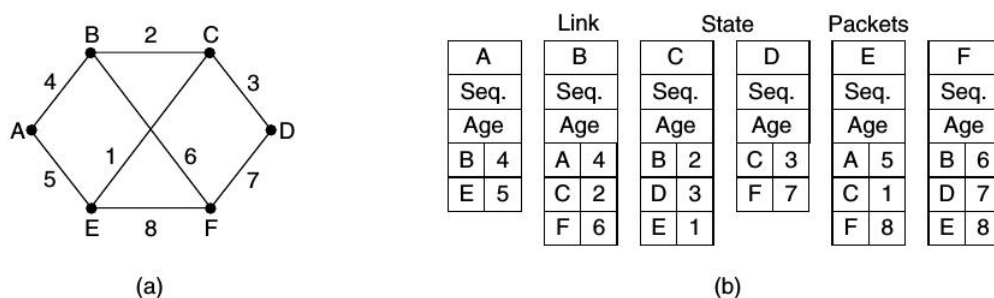 B 2 C
4 3
A D
1 6
5 7
E 8 F
(a)
Link State Packets
A B C D E F
Seq. Seq. Seq. Seq. Seq. Seq.
Age Age Age Age Age Age
B 4 A 4 B 2 C 3 A 5 B 6
E 5 C 2 D 3 F 7 C 1 D 7
F 6 E 1 F 8 E 8
(b)